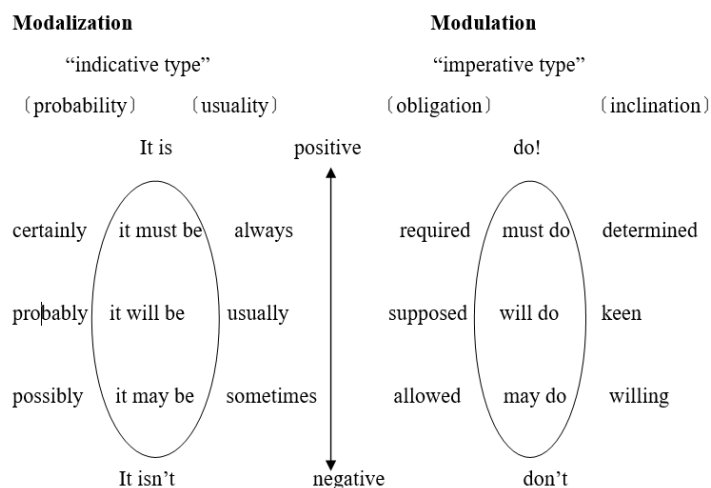 Modalization Modulation
“indicative type” “imperative type”
〔probability〕 〔usuality〕 〔obligation〕 〔inclination〕
It is positive do!
certainly it must be always required must do determined
probably it will be usually supposed will do keen
possibly it may be sometimes allowed may do willing
It isn’t negative don’t